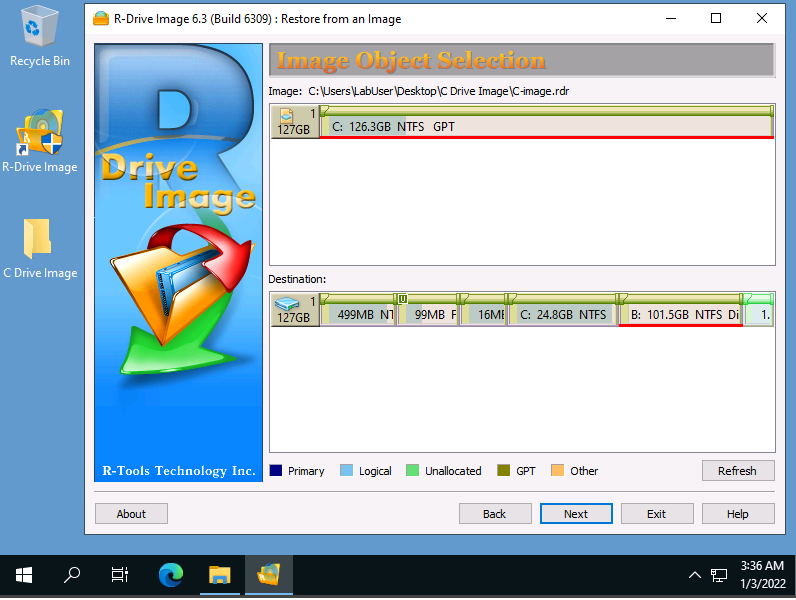 Recycle Bin
R-Drive Image
C Drive Image
R-Drive Image 6.3 (Build 6309) : Restore from an Image
R
Drive
Image
R-Tools Technology Inc.
Image Object Selection
Image: C:\Users\LabUser\Desktop\C Drive Image\C-image.rdr
1
127GB
C: 126.3GB NTFS GPT
Destination:
1
127GB
499MB NT
U
99MB F
16ME
C: 24.8GB NTFS
B: 101.5GB NTFS Di
1.
Primary
Logical
Unallocated
GPT
Other
Refresh
About
Back
Next
Exit
Help
3:36 AM
1/3/2022